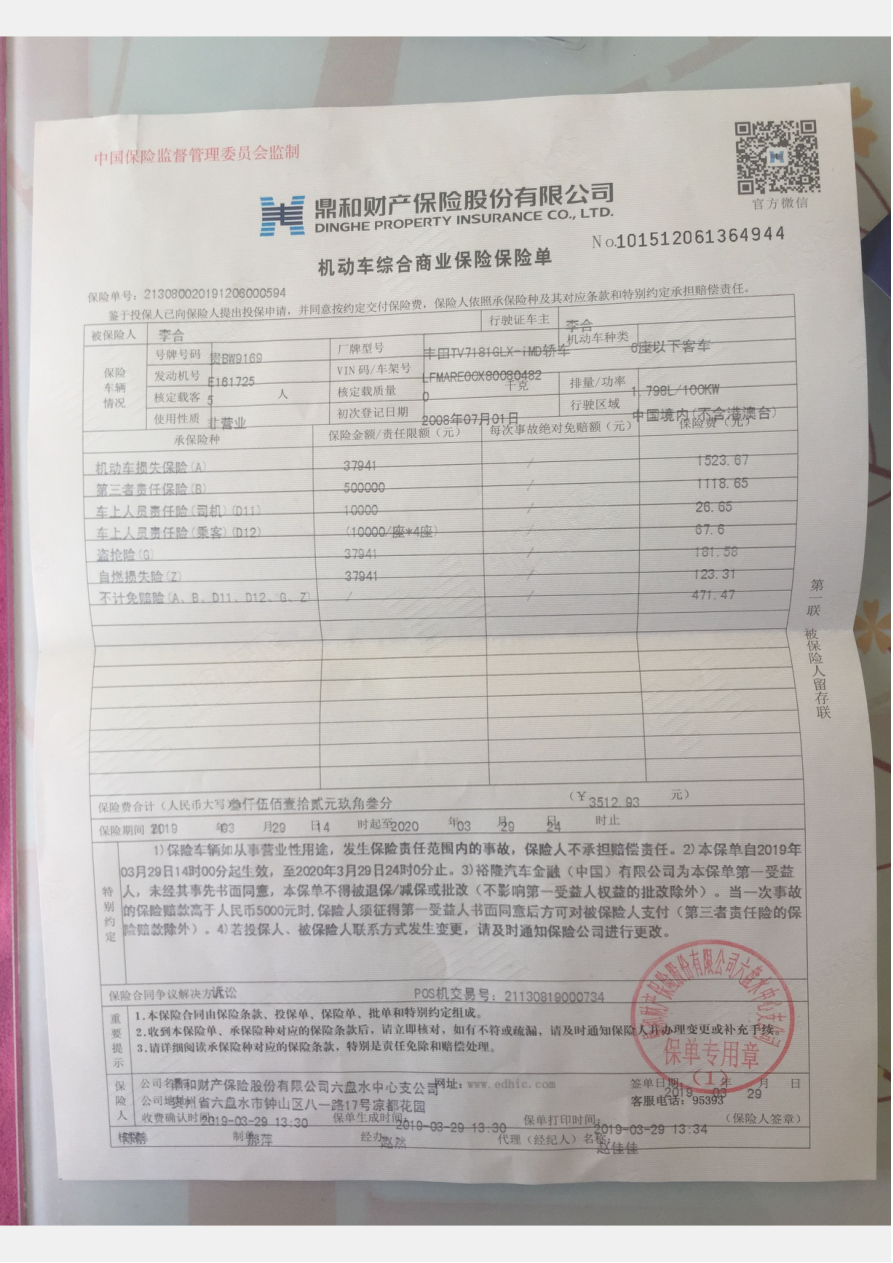 中国保险监督管理委员会监制
官方微信
鼎和财产保险股份有限公司
DINGHE PROPERTY INSURANCE CO., LTD.
No.101512061364944
机动车综合商业保险保险单
保险单号：213080020191206000594
鉴于投保人已向保险人提出投保申请，并同意按约定交付保险费，保险人依照承保险种及其对应条款和特别约定承担赔偿责任。
被保险人 李合 行驶证车主 李合
保险车辆情况
号牌号码 贵BW9169 厂牌型号 丰田TV7181GLX-iMD轿车 机动车种类 6座以下客车
发动机号 E161725 VIN码/车架号 LFMARE0CX80080482
核定载客 5 人 核定载质量 0 千克 排量/功率 1.798L/100KW
使用性质 非营业 初次登记日期 2008年07月01日 行驶区域 中国境内(不含港澳台)
承保险种 保险金额/责任限额（元） 每次事故绝对免赔额（元） 保险费（元）
机动车损失保险(A) 37941 / 1523.67
第三者责任保险(B) 500000 / 1118.65
车上人员责任险(司机)(D11) 10000 / 26.65
车上人员责任险(乘客)(D12) (10000/座*4座) / 67.6
盗抢险(G) 37941 / 181.58
自燃损失险(Z) 37941 / 123.31
不计免赔险(A、B、D11、D12、G、Z) / / 471.47
第一联 被保险人留存联
保险费合计（人民币大写 叁仟伍佰壹拾贰元玖角叁分 （￥3512.93 元）
保险期间 2019 年03 月29 日14 时起至2020 年03 月29 日24 时止
特别约定
1)保险车辆如从事营业性用途，发生保险责任范围内的事故，保险人不承担赔偿责任。2)本保单自2019年
03月29日14时00分起生效，至2020年3月29日24时0分止。3)裕隆汽车金融（中国）有限公司为本保单第一受益
人，未经其事先书面同意，本保单不得被退保/减保或批改（不影响第一受益人权益的批改除外）。当一次事故
的保险赔款高于人民币5000元时,保险人须征得第一受益人书面同意后方可对被保险人支付（第三者责任险的保
险赔款除外）。4)若投保人、被保险人联系方式发生变更，请及时通知保险公司进行更改。
保险合同争议解决方式 诉讼 POS机交易号：21130819000734
重要提示
1.本保险合同由保险条款、投保单、保险单、批单和特别约定组成。
2.收到本保险单、承保险种对应的保险条款后，请立即核对，如有不符或疏漏，请及时通知保险人并办理变更或补充手续。
3.请详细阅读承保险种对应的保险条款，特别是责任免除和赔偿处理。
鼎和财产保险股份有限公司六盘水中心支公司
保单专用章
(1)
保险人
公司名称：鼎和财产保险股份有限公司六盘水中心支公司 网址：www.edhic.com 签单日期：2019 年 03 月 29 日
公司地址：贵州省六盘水市钟山区八一路17号凉都花园 客服电话：95393
收费确认时间：2019-03-29 13:30 保单生成时间：2019-03-29 13:30 保单打印时间：2019-03-29 13:34 （保险人签章）
制单： 经办：赵然 代理（经纪人）名称：赵佳佳